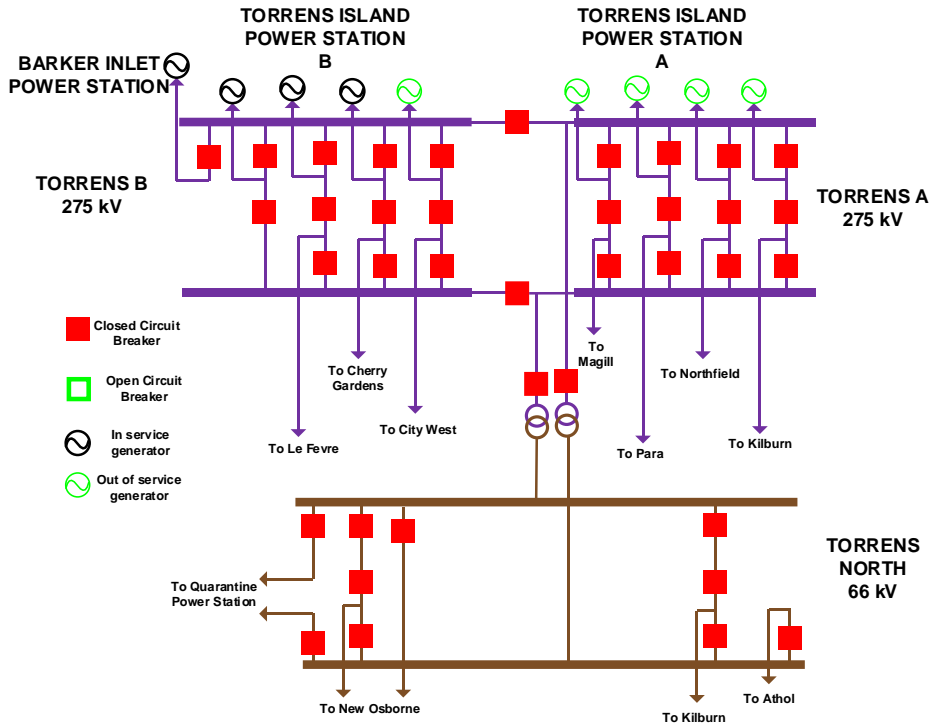 TORRENS ISLAND
POWER STATION
B
TORRENS ISLAND
POWER STATION
A
BARKER INLET
POWER STATION
TORRENS B
275 kV
TORRENS A
275 kV
Closed Circuit
Breaker
Open Circuit
Breaker
In service
generator
Out of service
generator
To
Magill
To Cherry
Gardens
To Northfield
To City West
To Le Fevre
To Para
To Kilburn
TORRENS
NORTH
66 kV
To Quarantine
Power Station
To New Osborne
To Kilburn
To Athol